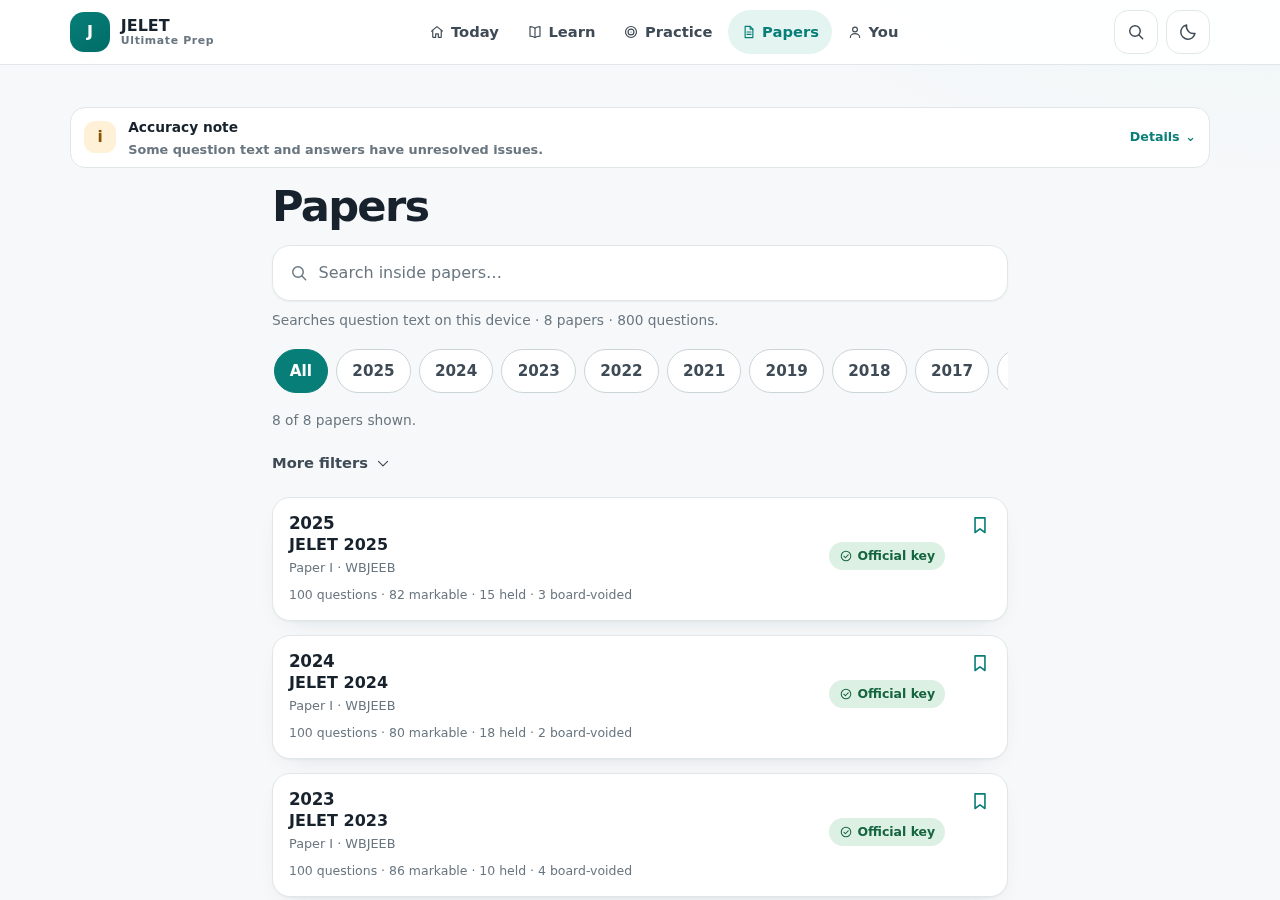 J
JELET
Ultimate Prep
Today
Learn
Practice
Papers
You
i
Accuracy note
Some question text and answers have unresolved issues.
Details
Papers
Search inside papers…
Searches question text on this device · 8 papers · 800 questions.
All
2025
2024
2023
2022
2021
2019
2018
2017
8 of 8 papers shown.
More filters
2025
JELET 2025
Paper I · WBJEEB
100 questions · 82 markable · 15 held · 3 board-voided
Official key
2024
JELET 2024
Paper I · WBJEEB
100 questions · 80 markable · 18 held · 2 board-voided
Official key
2023
JELET 2023
Paper I · WBJEEB
100 questions · 86 markable · 10 held · 4 board-voided
Official key